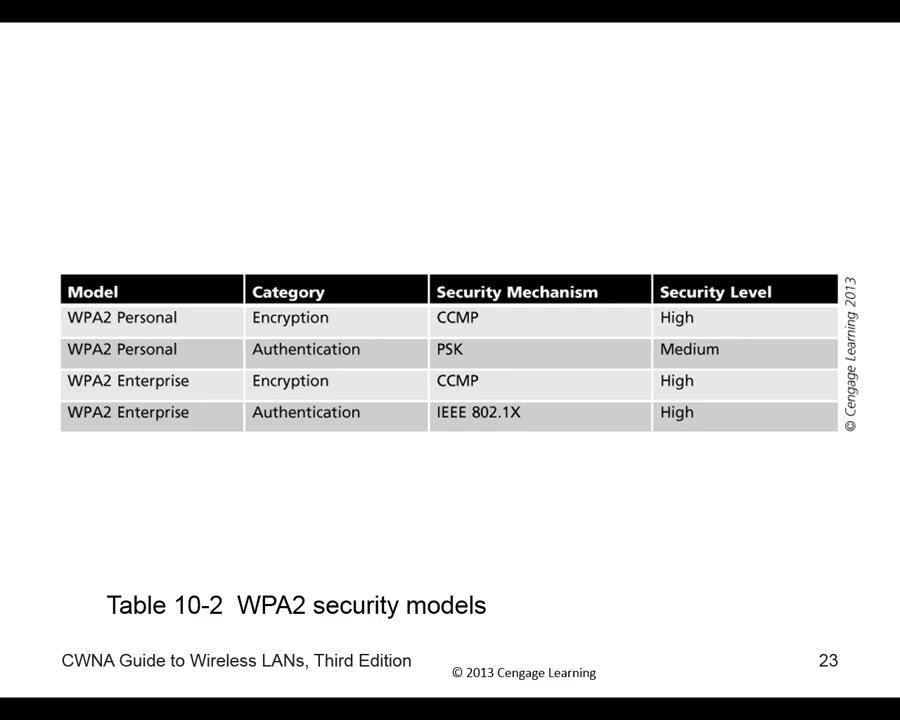 Model Category Security Mechanism Security Level
WPA2 Personal Encryption CCMP High
WPA2 Personal Authentication PSK Medium
WPA2 Enterprise Encryption CCMP High
WPA2 Enterprise Authentication IEEE 802.1X High
© Cengage Learning 2013
Table 10-2 WPA2 security models
CWNA Guide to Wireless LANs, Third Edition
© 2013 Cengage Learning
23